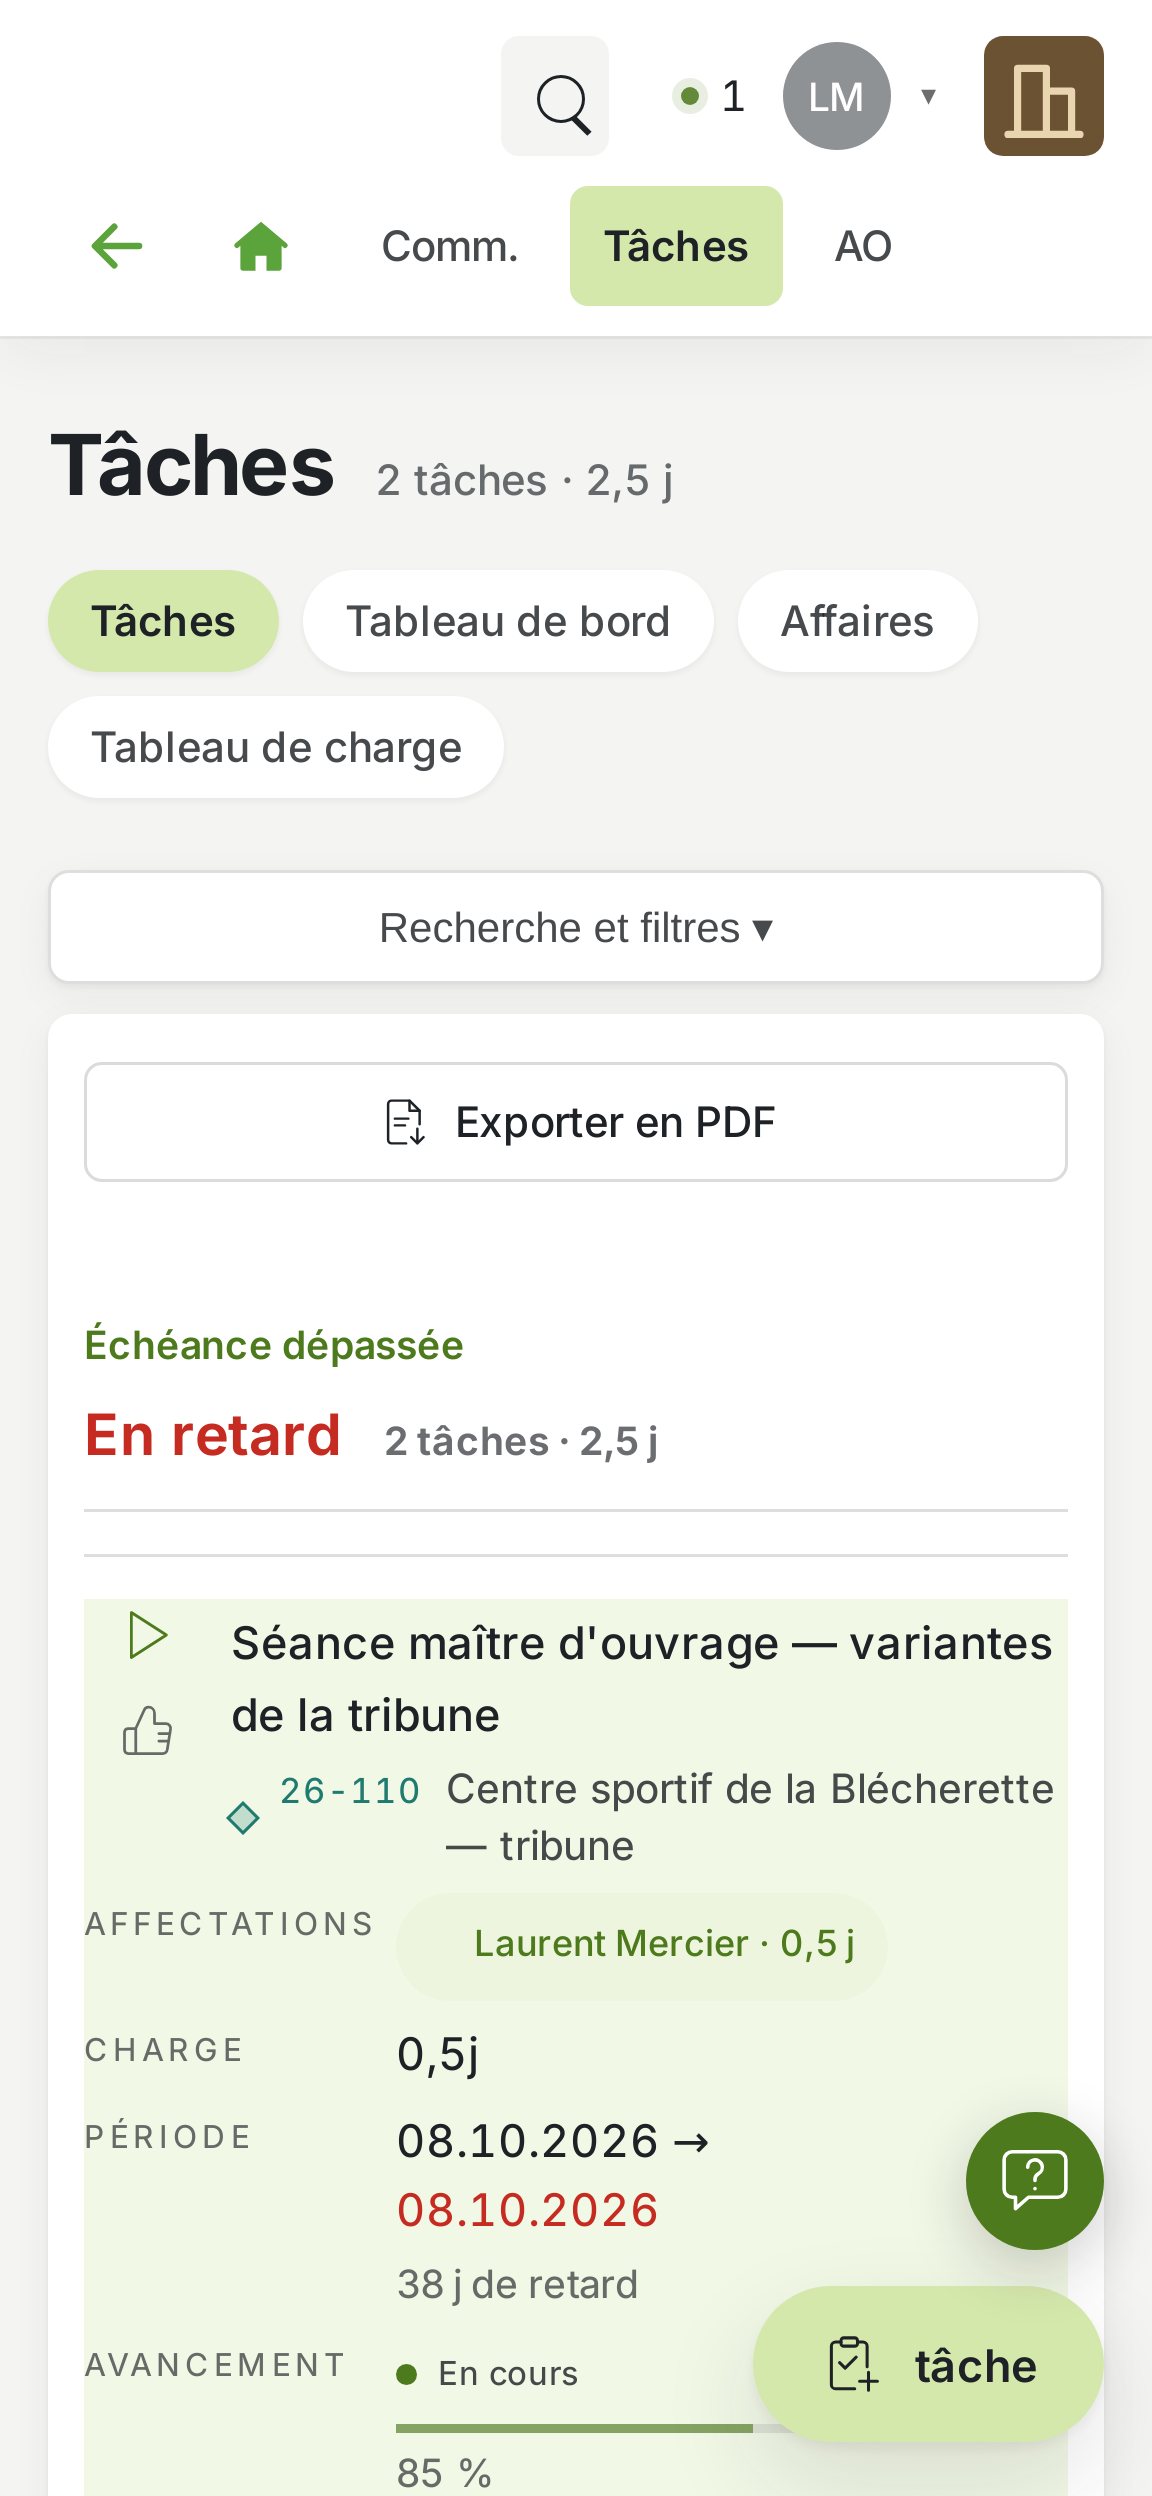 1 LM ▾
Comm. Tâches AO
Tâches 2 tâches · 2,5 j
Tâches Tableau de bord Affaires
Tableau de charge
Recherche et filtres ▾
Exporter en PDF
Échéance dépassée
En retard 2 tâches · 2,5 j
Séance maître d'ouvrage — variantes
de la tribune
26-110 Centre sportif de la Blécherette
— tribune
AFFECTATIONS Laurent Mercier · 0,5 j
CHARGE 0,5j
PÉRIODE 08.10.2026 →
08.10.2026
38 j de retard
AVANCEMENT En cours
tâche
85 %